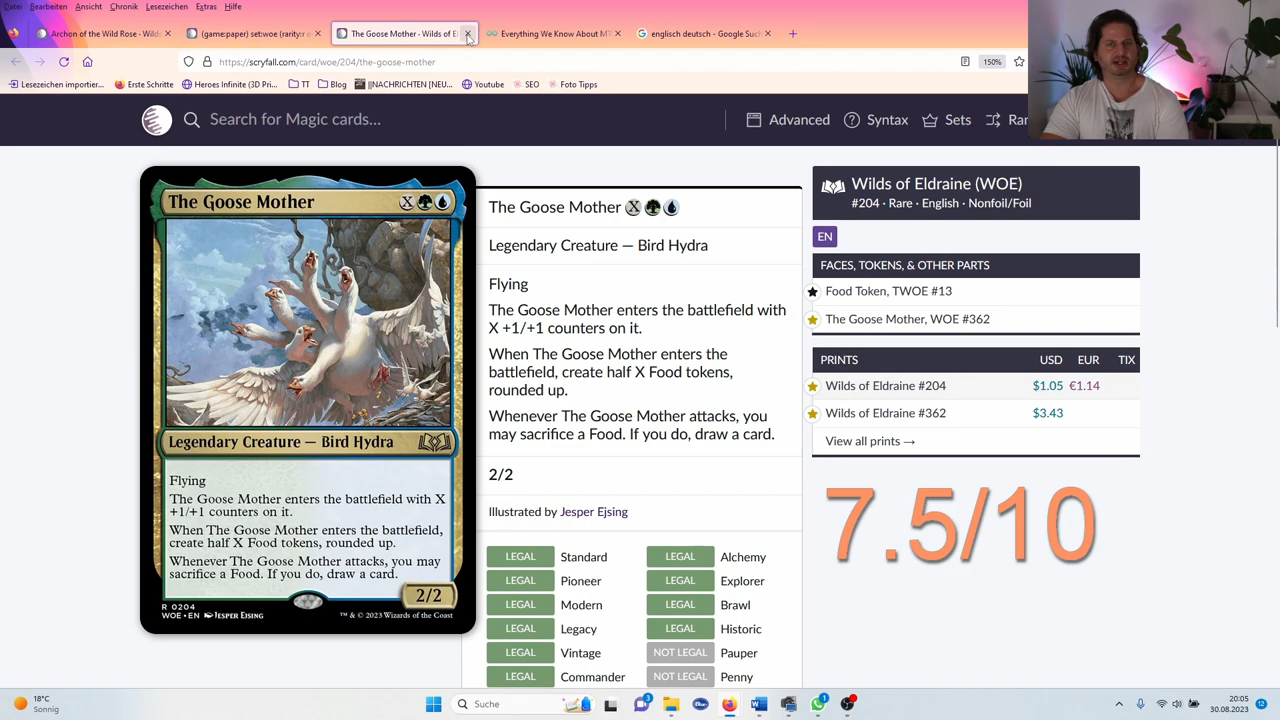 Datei Bearbeiten Ansicht Chronik Lesezeichen Extras Hilfe
Archon of the Wild Rose · Wilds
(game:paper) set:woe (rarity:r o
The Goose Mother · Wilds of El
Everything We Know About MT
englisch deutsch - Google Such
https://scryfall.com/card/woe/204/the-goose-mother
150%
Lesezeichen importier...
Erste Schritte
Heroes Infinite (3D Pri...
TT
Blog
||NACHRICHTEN [NEU...
Youtube
SEO
Foto Tipps
Search for Magic cards...
Advanced
Syntax
Sets
Ran
The Goose Mother X
Legendary Creature — Bird Hydra
Flying
The Goose Mother enters the battlefield with X
+1/+1 counters on it.
When The Goose Mother enters the battlefield,
create half X Food tokens, rounded up.
Whenever The Goose Mother attacks, you may
sacrifice a Food. If you do, draw a card.
2/2
R 0204
WOE • EN JESPER EJSING
™ & © 2023 Wizards of the Coast
The Goose Mother X
Legendary Creature — Bird Hydra
Flying
The Goose Mother enters the battlefield with
X +1/+1 counters on it.
When The Goose Mother enters the
battlefield, create half X Food tokens,
rounded up.
Whenever The Goose Mother attacks, you
may sacrifice a Food. If you do, draw a card.
2/2
Illustrated by Jesper Ejsing
LEGAL Standard LEGAL Alchemy
LEGAL Pioneer LEGAL Explorer
LEGAL Modern LEGAL Brawl
LEGAL Legacy LEGAL Historic
LEGAL Vintage NOT LEGAL Pauper
LEGAL Commander NOT LEGAL Penny
Wilds of Eldraine (WOE)
#204 · Rare · English · Nonfoil/Foil
EN
FACES, TOKENS, & OTHER PARTS
Food Token, TWOE #13
The Goose Mother, WOE #362
PRINTS USD EUR TIX
Wilds of Eldraine #204 $1.05 €1.14
Wilds of Eldraine #362 $3.43
View all prints →
7.5/10
18°C
Sonnig
Suche
3
1
20:05
30.08.2023
12